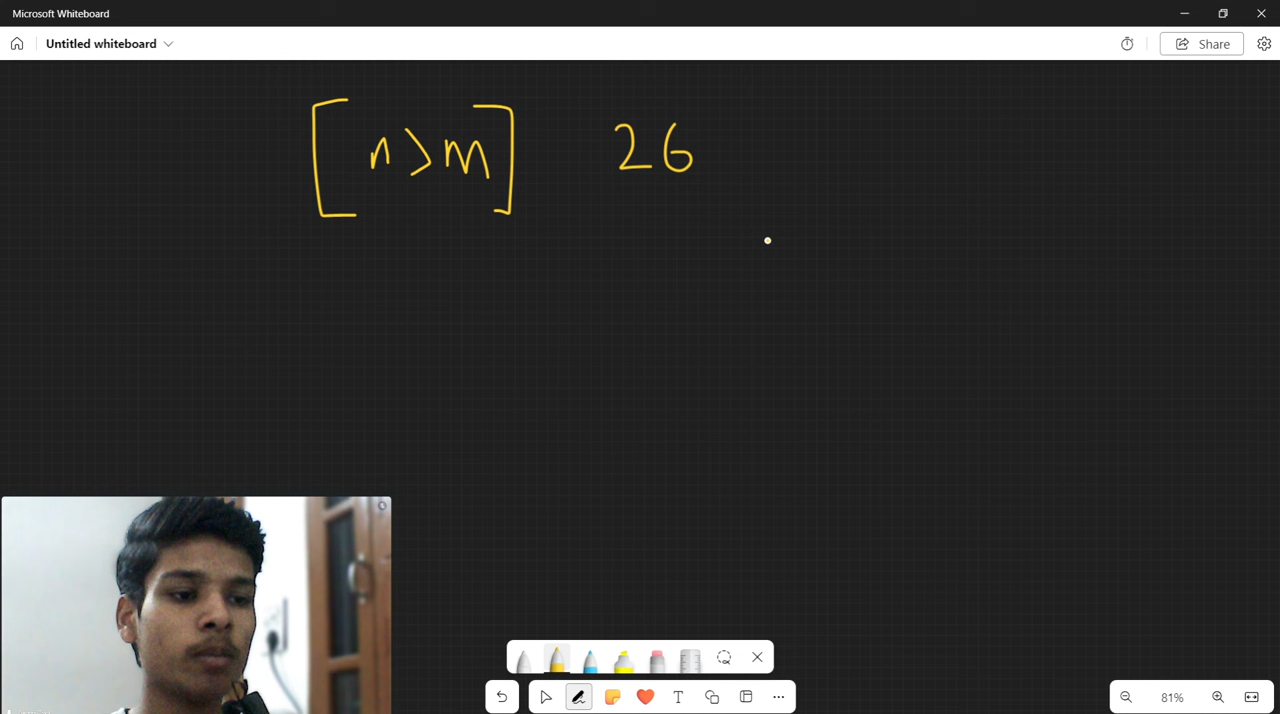 Microsoft Whiteboard
Untitled whiteboard
Share
[n>m] 26
81%